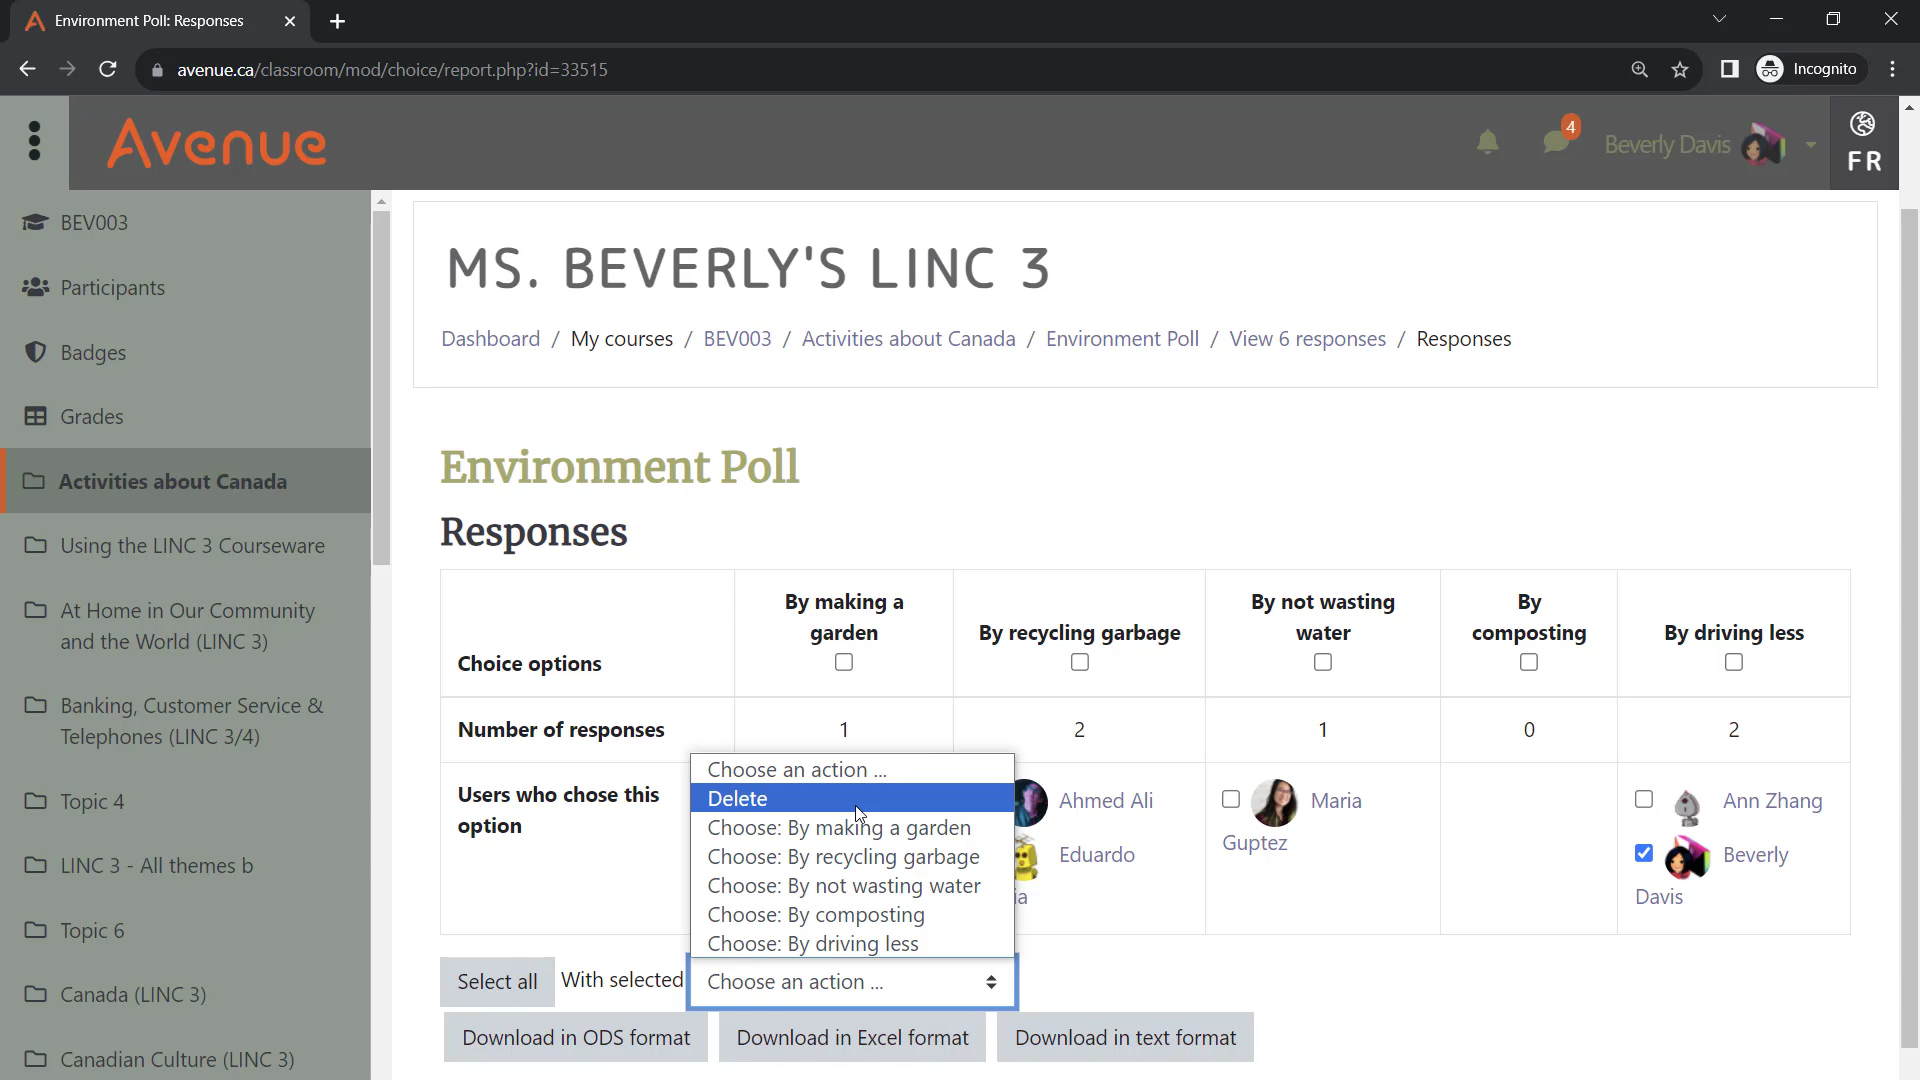 Environment Poll: Responses
avenue.ca/classroom/mod/choice/report.php?id=33515
Incognito
Avenue
4
Beverly Davis
FR
BEV003
Participants
Badges
Grades
Activities about Canada
Using the LINC 3 Courseware
At Home in Our Community
and the World (LINC 3)
Banking, Customer Service &
Telephones (LINC 3/4)
Topic 4
LINC 3 - All themes b
Topic 6
Canada (LINC 3)
Canadian Culture (LINC 3)
MS. BEVERLY'S LINC 3
Dashboard / My courses / BEV003 / Activities about Canada / Environment Poll / View 6 responses / Responses
Environment Poll
Responses
Choice options
By making a
garden
By recycling garbage
By not wasting
water
By
composting
By driving less
Number of responses
1
2
1
0
2
Users who chose this
option
Ahmed Ali
Eduardo
ia
Maria
Guptez
Ann Zhang
Beverly
Davis
Choose an action ...
Delete
Choose: By making a garden
Choose: By recycling garbage
Choose: By not wasting water
Choose: By composting
Choose: By driving less
Select all
With selected
Choose an action ...
Download in ODS format
Download in Excel format
Download in text format